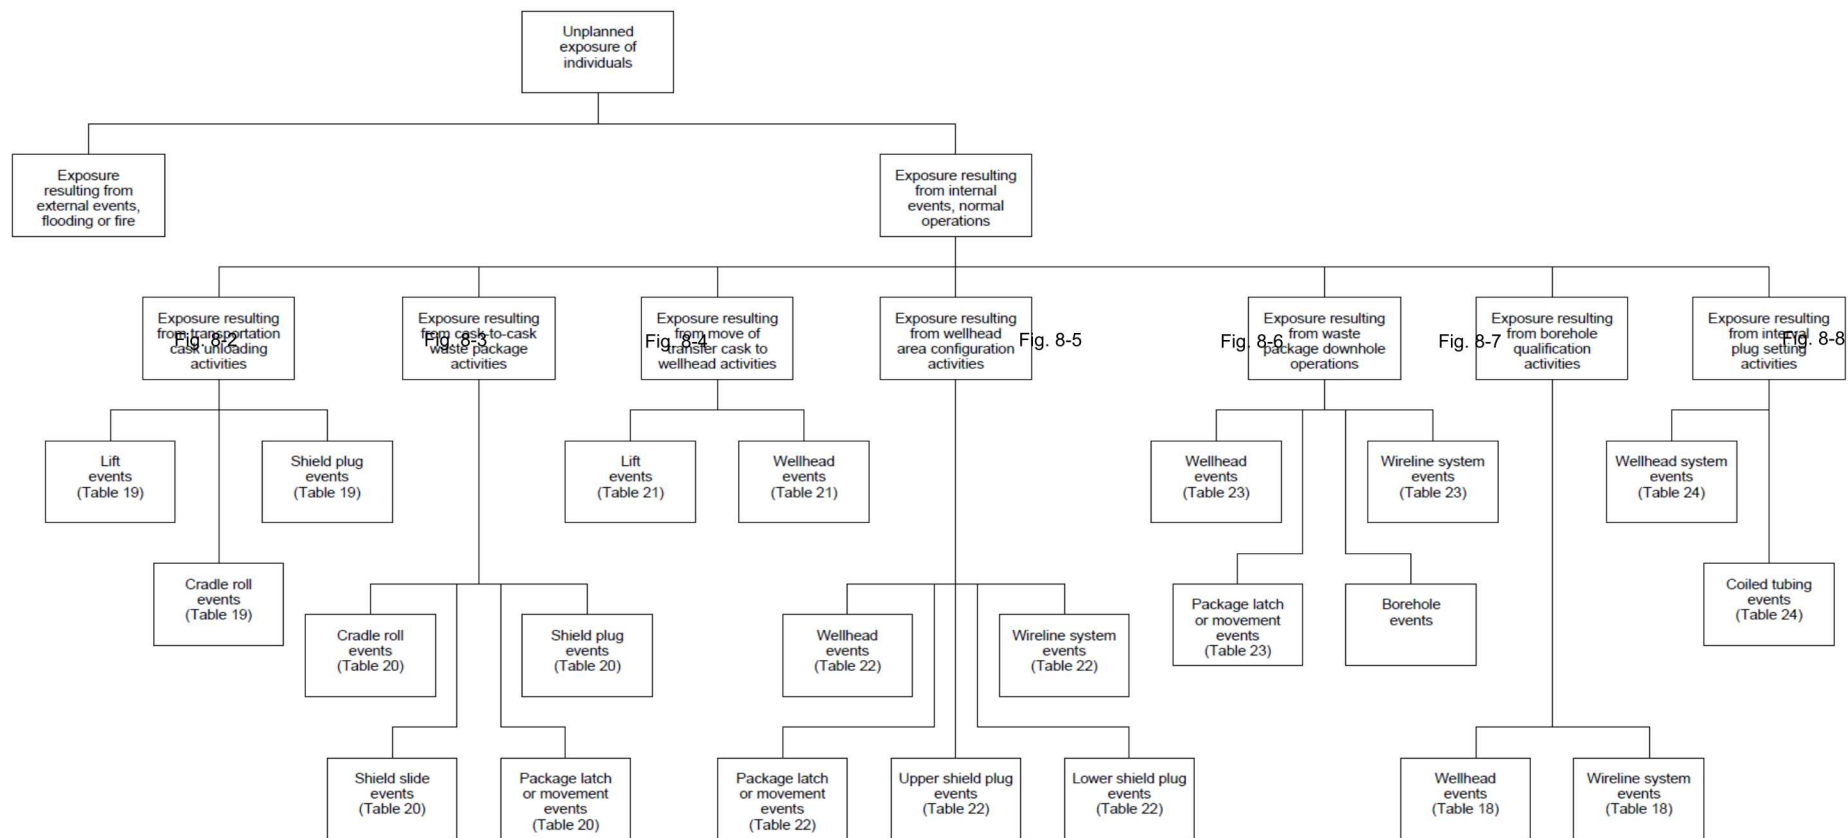 Unplanned
exposure of
individuals
Exposure
resulting from
external events,
flooding or fire
Exposure resulting
from internal
events, normal
operations
Exposure resulting
from transportation
cask unloading
activities
Fig. 8-2
Exposure resulting
from cask-to-cask
waste package
activities
Fig. 8-3
Exposure resulting
from move of
transfer cask to
wellhead activities
Fig. 8-4
Exposure resulting
from wellhead
area configuration
activities
Fig. 8-5
Exposure resulting
from waste
package downhole
operations
Fig. 8-6
Exposure resulting
from borehole
qualification
activities
Fig. 8-7
Exposure resulting
from internal
plug setting
activities
Fig. 8-8
Lift
events
(Table 19)
Shield plug
events
(Table 19)
Lift
events
(Table 21)
Wellhead
events
(Table 21)
Wellhead
events
(Table 23)
Wireline system
events
(Table 23)
Wellhead system
events
(Table 24)
Cradle roll
events
(Table 19)
Cradle roll
events
(Table 20)
Shield plug
events
(Table 20)
Wellhead
events
(Table 22)
Wireline system
events
(Table 22)
Package latch
or movement
events
(Table 23)
Borehole
events
Coiled tubing
events
(Table 24)
Shield slide
events
(Table 20)
Package latch
or movement
events
(Table 20)
Package latch
or movement
events
(Table 22)
Upper shield plug
events
(Table 22)
Lower shield plug
events
(Table 22)
Wellhead
events
(Table 18)
Wireline system
events
(Table 18)